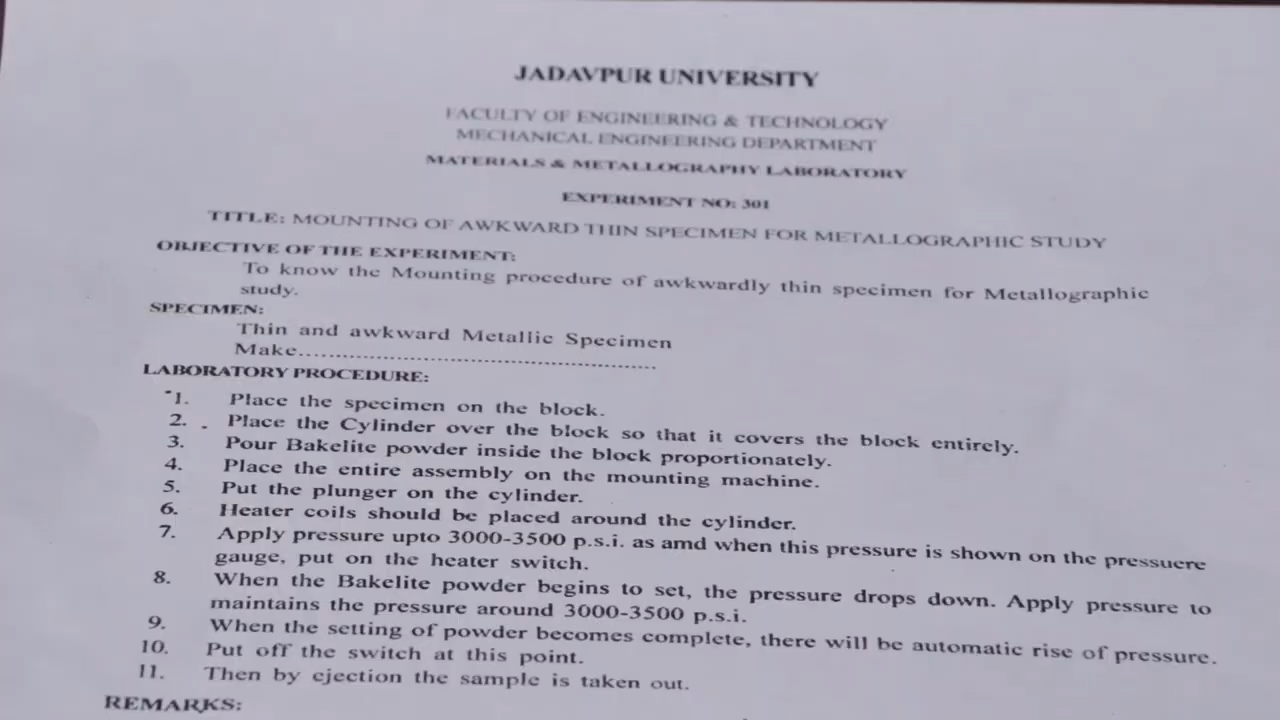 JADAVPUR UNIVERSITY
FACULTY OF ENGINEERING & TECHNOLOGY
MECHANICAL ENGINEERING DEPARTMENT
MATERIALS & METALLOGRAPHY LABORATORY
EXPERIMENT NO: 301
TITLE: MOUNTING OF AWKWARD THIN SPECIMEN FOR METALLOGRAPHIC STUDY
OBJECTIVE OF THE EXPERIMENT:
To know the Mounting procedure of awkwardly thin specimen for Metallographic
study.
SPECIMEN:
Thin and awkward Metallic Specimen
Make................................................
LABORATORY PROCEDURE:
1. Place the specimen on the block.
2. Place the Cylinder over the block so that it covers the block entirely.
3. Pour Bakelite powder inside the block proportionately.
4. Place the entire assembly on the mounting machine.
5. Put the plunger on the cylinder.
6. Heater coils should be placed around the cylinder.
7. Apply pressure upto 3000-3500 p.s.i. as amd when this pressure is shown on the pressuere
gauge, put on the heater switch.
8. When the Bakelite powder begins to set, the pressure drops down. Apply pressure to
maintains the pressure around 3000-3500 p.s.i.
9. When the setting of powder becomes complete, there will be automatic rise of pressure.
10. Put off the switch at this point.
11. Then by ejection the sample is taken out.
REMARKS: